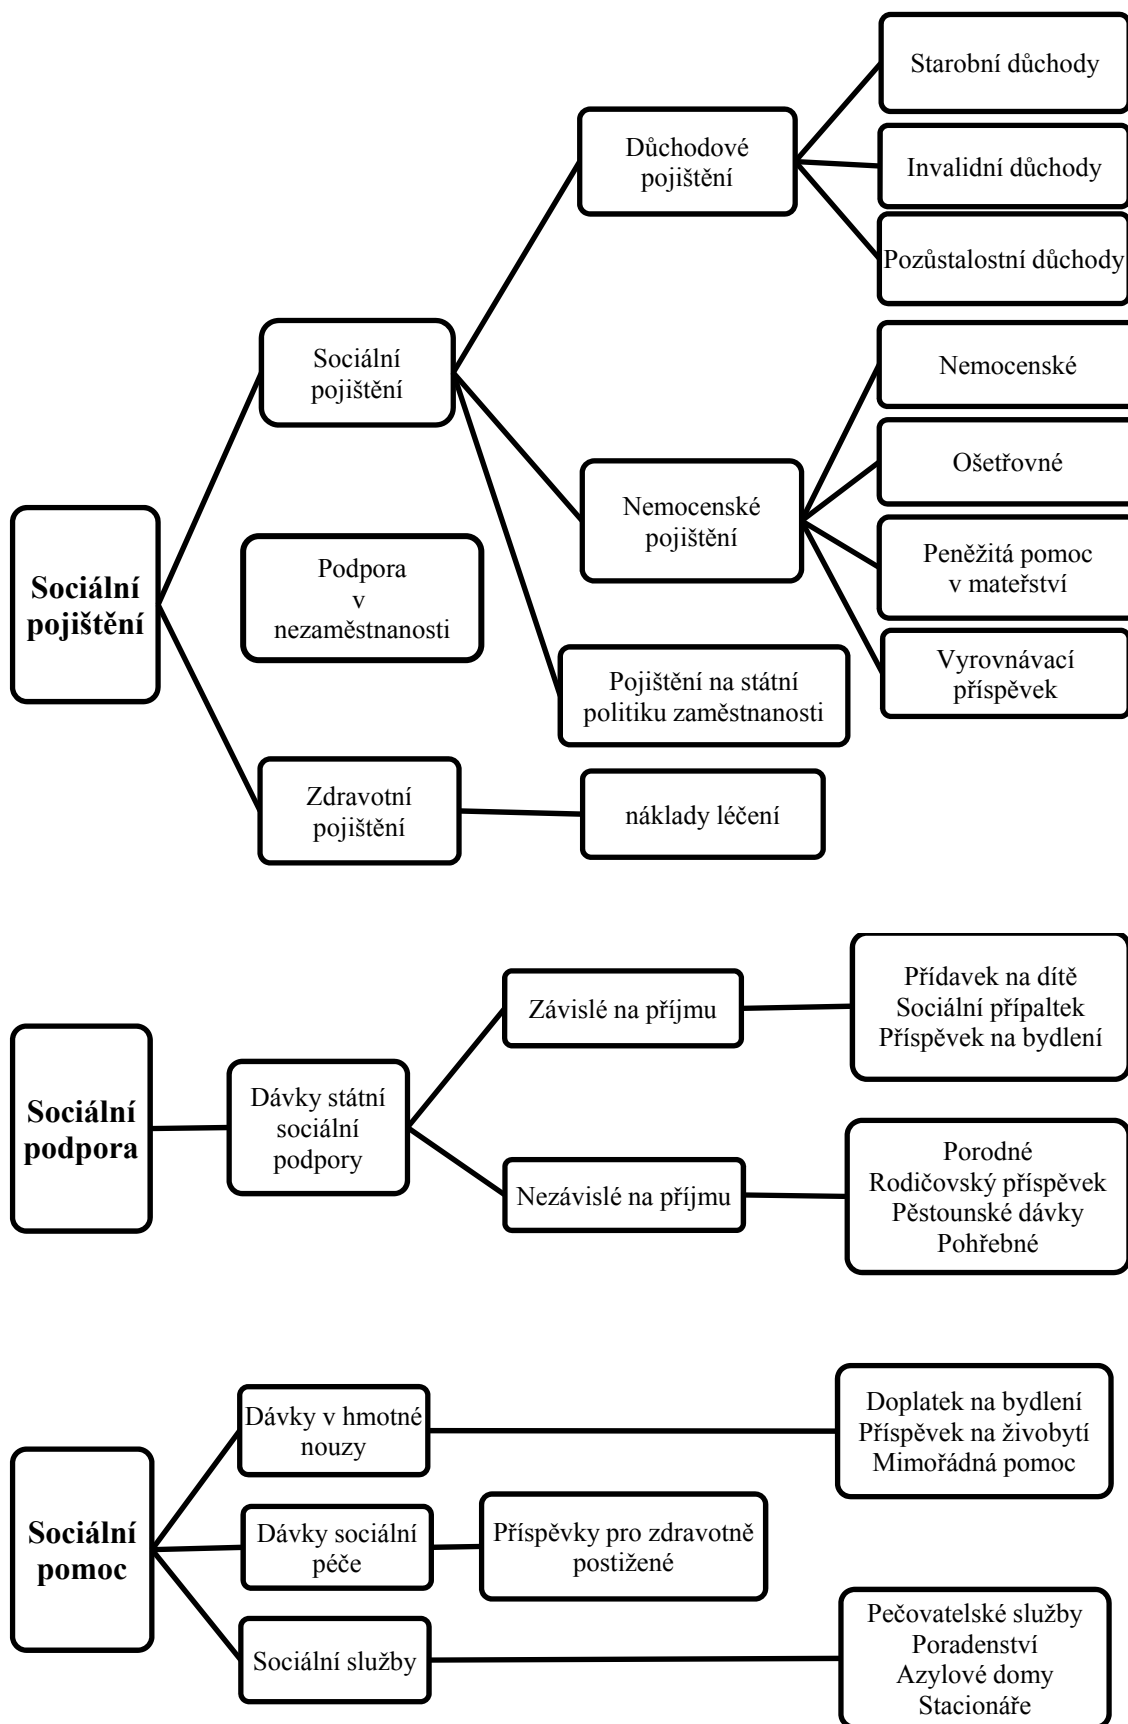 Starobní důchody
Důchodové
pojištění
Invalidní důchody
Pozůstalostní důchody
Sociální
pojištění
Nemocenské
Ošetřovné
Nemocenské
pojištění
Peněžitá pomoc
v mateřství
Vyrovnávací
příspěvek
Sociální
pojištění
Podpora
v
nezaměstnanosti
Pojištění na státní
politiku zaměstnanosti
Zdravotní
pojištění
náklady léčení
Sociální
podpora
Dávky státní
sociální
podpory
Závislé na příjmu
Přídavek na dítě
Sociální přípaltek
Příspěvek na bydlení
Nezávislé na příjmu
Porodné
Rodičovský příspěvek
Pěstounské dávky
Pohřebné
Sociální
pomoc
Dávky v hmotné
nouzy
Doplatek na bydlení
Příspěvek na živobytí
Mimořádná pomoc
Dávky sociální
péče
Příspěvky pro zdravotně
postižené
Sociální služby
Pečovatelské služby
Poradenství
Azylové domy
Stacionáře